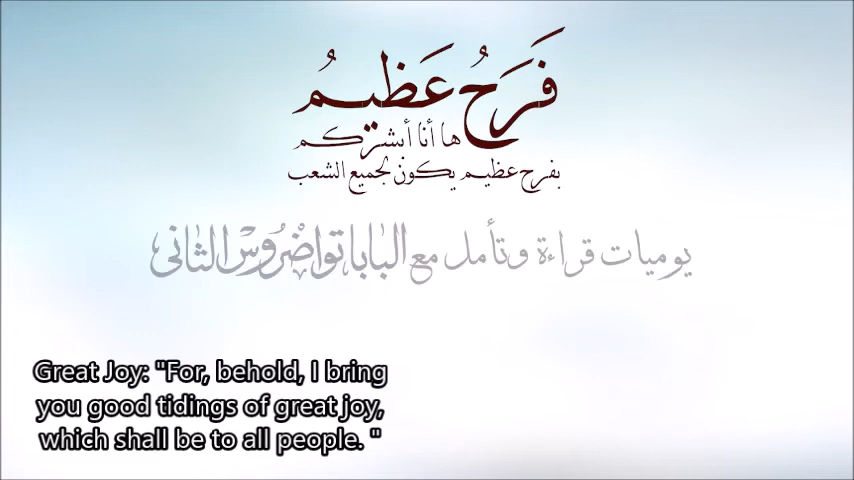 فَرَحُ عَظِيمُ
ها أنا أبشركم
بفرح عظيم يكون لجميع الشعب
يوميات قراءة وتأمل مع البابا تواضروس الثانى
Great Joy: "For, behold, I bring
you good tidings of great joy,
which shall be to all people. "